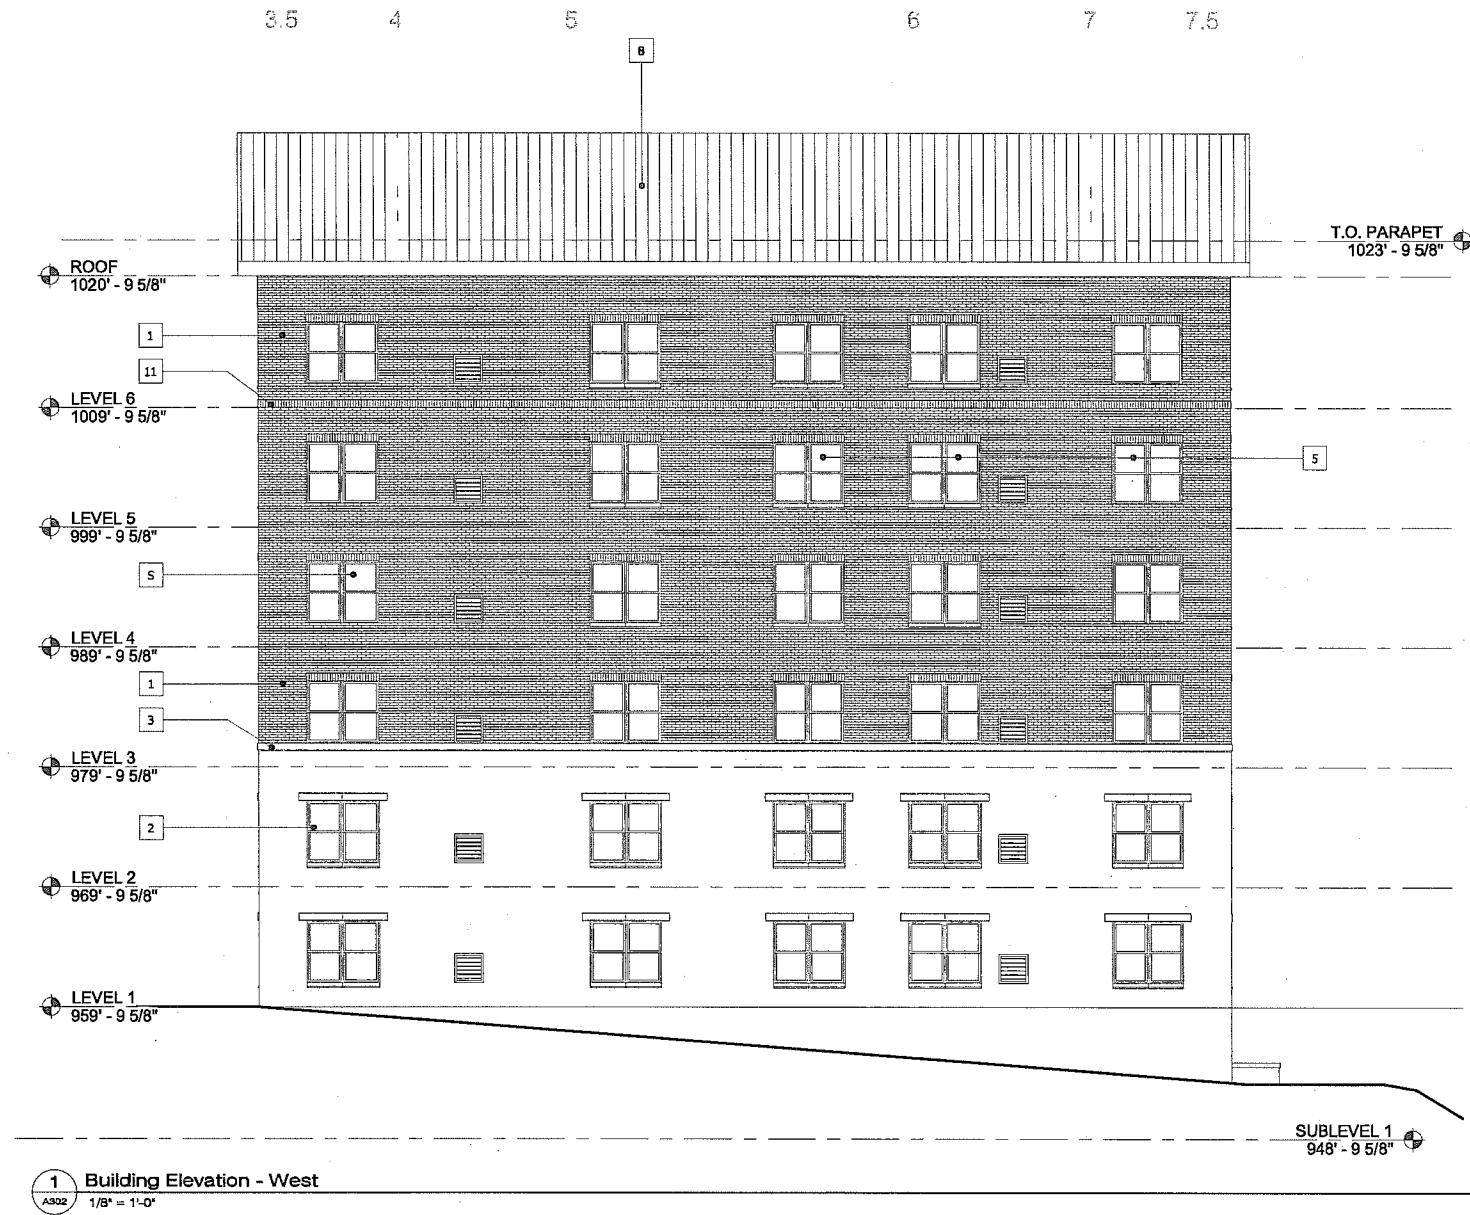 3.5 4 5 6 7 7.5
8
T.O. PARAPET
1023' - 9 5/8"
ROOF
1020' - 9 5/8"
1
11
LEVEL 6
1009' - 9 5/8"
5
LEVEL 5
999' - 9 5/8"
5
LEVEL 4
989' - 9 5/8"
1
3
LEVEL 3
979' - 9 5/8"
2
LEVEL 2
969' - 9 5/8"
LEVEL 1
959' - 9 5/8"
SUBLEVEL 1
948' - 9 5/8"
1 Building Elevation - West
A302 1/8" = 1'-0"